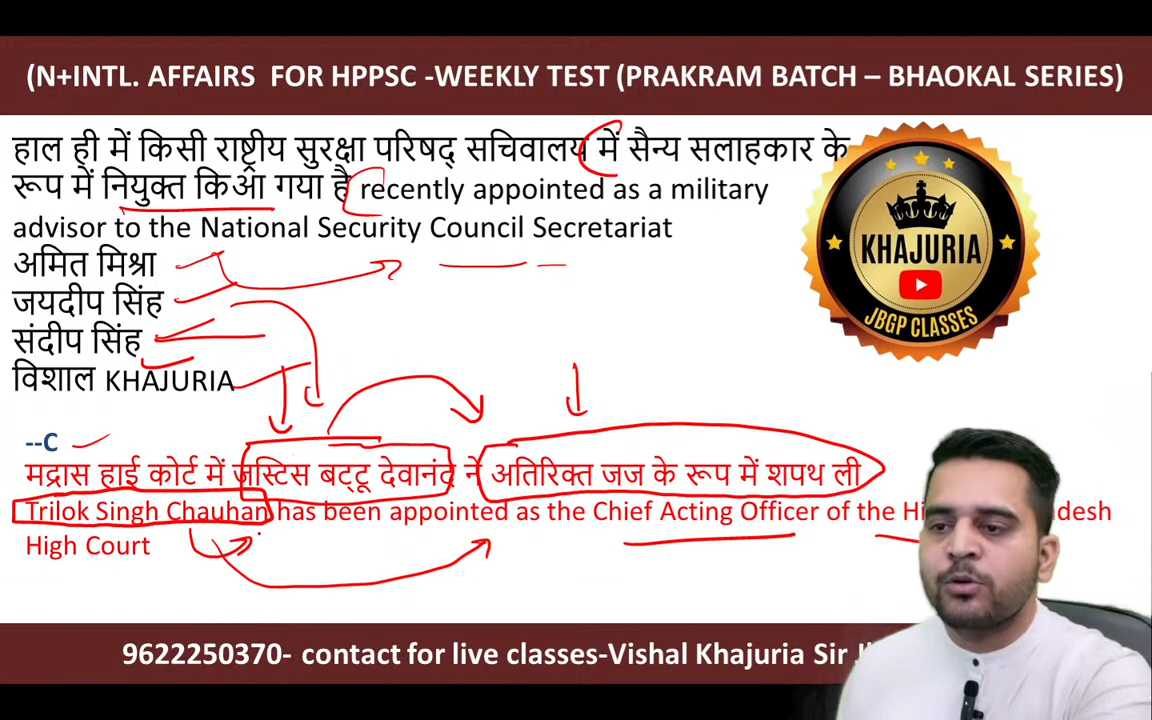 (N+INTL. AFFAIRS FOR HPPSC -WEEKLY TEST (PRAKRAM BATCH – BHAOKAL SERIES)
हाल ही में किसी राष्ट्रीय सुरक्षा परिषद् सचिवालय में सैन्य सलाहकार के
रूप में नियुक्त किआ गया है recently appointed as a military
advisor to the National Security Council Secretariat
अमित मिश्रा
जयदीप सिंह
संदीप सिंह
विशाल KHAJURIA
KHAJURIA
JBGP CLASSES
--C
मद्रास हाई कोर्ट में जस्टिस बट्टू देवानंद ने अतिरिक्त जज के रूप में शपथ ली
Trilok Singh Chauhan has been appointed as the Chief Acting Officer of the
High Court
9622250370- contact for live classes-Vishal Khajuria Sir